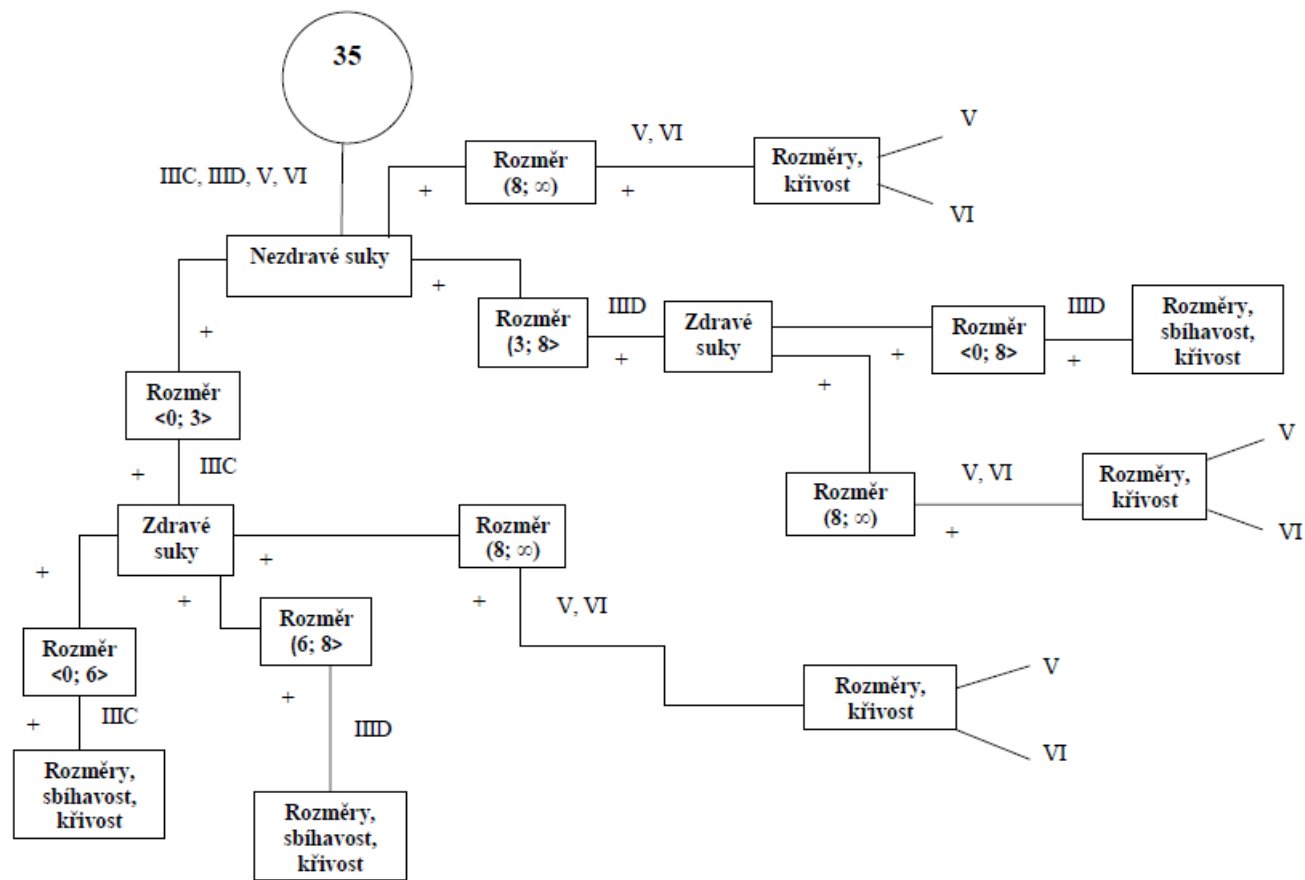 35
IIIC, IIID, V, VI
Nezdravé suky
+
Rozměr
(8; ∞)
V, VI
+
Rozměry,
křivost
V
VI
+
Rozměr
(3; 8>
IIID
+
Zdravé
suky
+
Rozměr
<0; 8>
IIID
+
Rozměry,
sbíhavost,
křivost
+
Rozměr
(8; ∞)
V, VI
+
Rozměry,
křivost
V
VI
+
Rozměr
<0; 3>
+
IIIC
Zdravé
suky
+
Rozměr
(8; ∞)
+
V, VI
Rozměry,
křivost
V
VI
+
Rozměr
(6; 8>
+
IIID
Rozměry,
sbíhavost,
křivost
+
Rozměr
<0; 6>
+
IIIC
Rozměry,
sbíhavost,
křivost